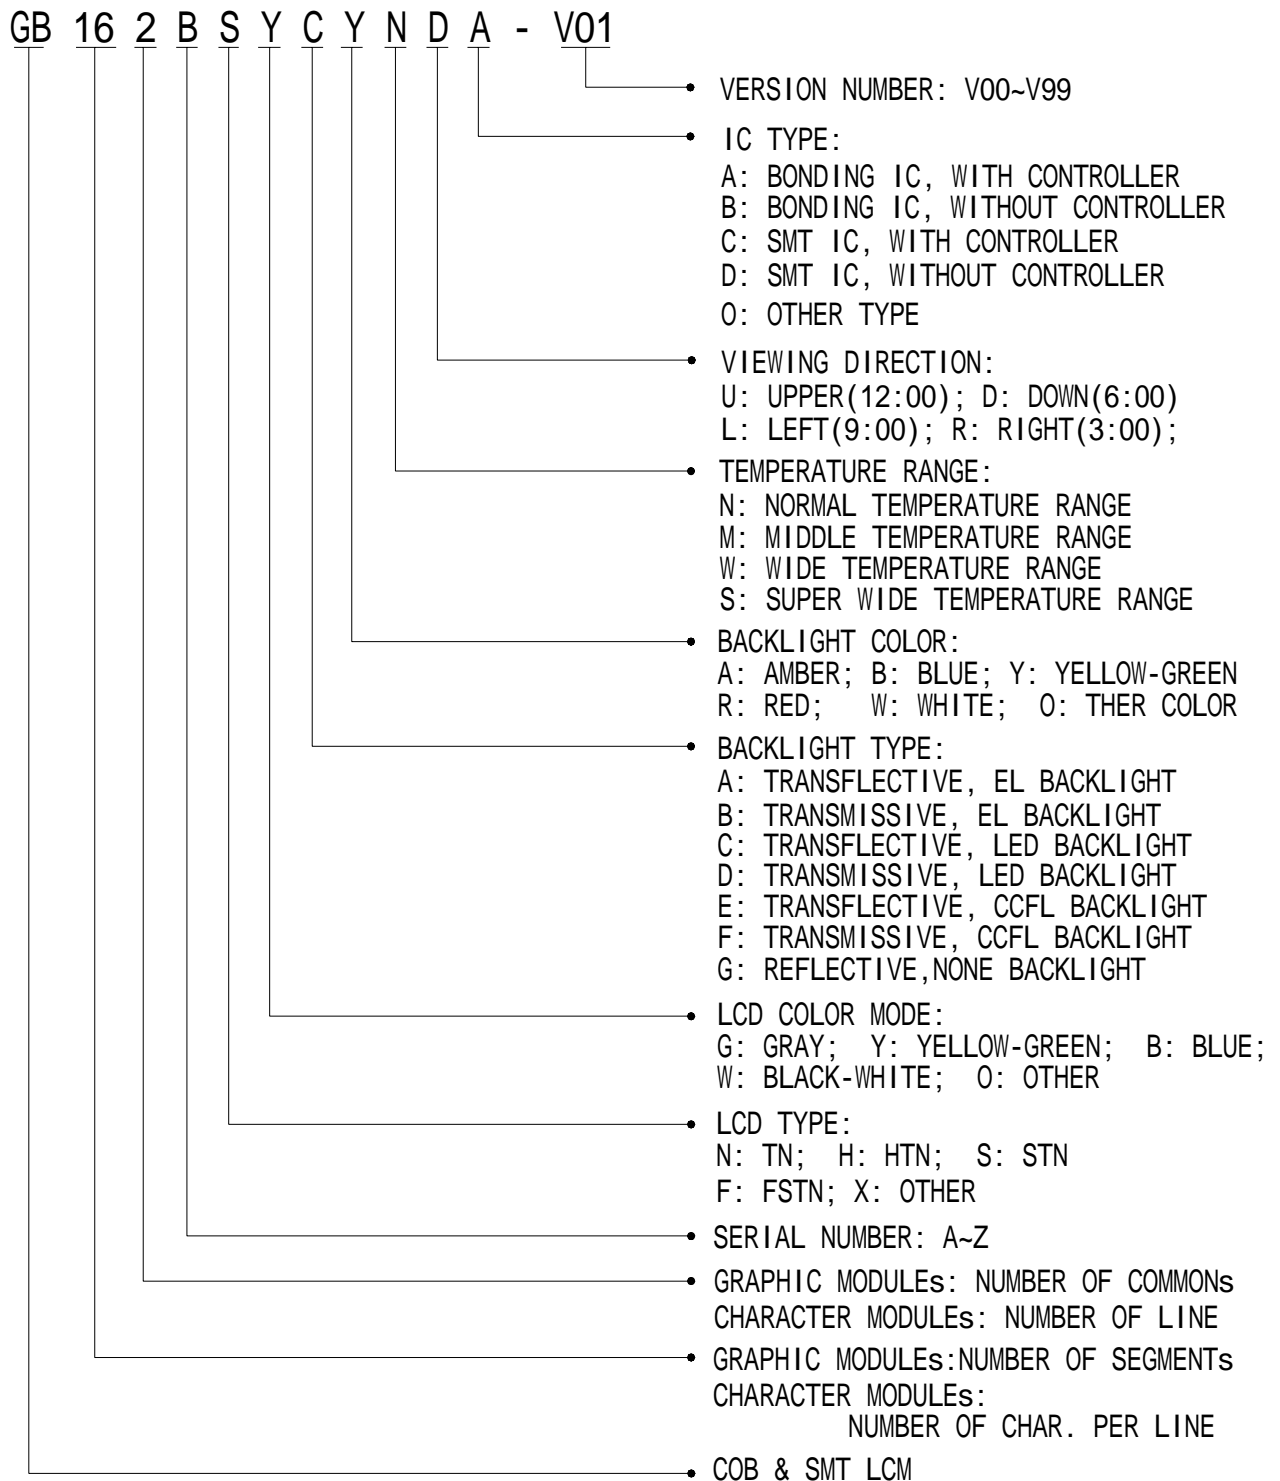 GB 16 2 B S Y C Y N D A - V01
VERSION NUMBER: V00~V99
IC TYPE:
A: BONDING IC, WITH CONTROLLER
B: BONDING IC, WITHOUT CONTROLLER
C: SMT IC, WITH CONTROLLER
D: SMT IC, WITHOUT CONTROLLER
O: OTHER TYPE
VIEWING DIRECTION:
U: UPPER(12:00); D: DOWN(6:00)
L: LEFT(9:00); R: RIGHT(3:00);
TEMPERATURE RANGE:
N: NORMAL TEMPERATURE RANGE
M: MIDDLE TEMPERATURE RANGE
W: WIDE TEMPERATURE RANGE
S: SUPER WIDE TEMPERATURE RANGE
BACKLIGHT COLOR:
A: AMBER; B: BLUE; Y: YELLOW-GREEN
R: RED; W: WHITE; O: THER COLOR
BACKLIGHT TYPE:
A: TRANSFLECTIVE, EL BACKLIGHT
B: TRANSMISSIVE, EL BACKLIGHT
C: TRANSFLECTIVE, LED BACKLIGHT
D: TRANSMISSIVE, LED BACKLIGHT
E: TRANSFLECTIVE, CCFL BACKLIGHT
F: TRANSMISSIVE, CCFL BACKLIGHT
G: REFLECTIVE,NONE BACKLIGHT
LCD COLOR MODE:
G: GRAY; Y: YELLOW-GREEN; B: BLUE;
W: BLACK-WHITE; O: OTHER
LCD TYPE:
N: TN; H: HTN; S: STN
F: FSTN; X: OTHER
SERIAL NUMBER: A~Z
GRAPHIC MODULEs: NUMBER OF COMMONs
CHARACTER MODULEs: NUMBER OF LINE
GRAPHIC MODULEs:NUMBER OF SEGMENTs
CHARACTER MODULEs:
NUMBER OF CHAR. PER LINE
COB & SMT LCM